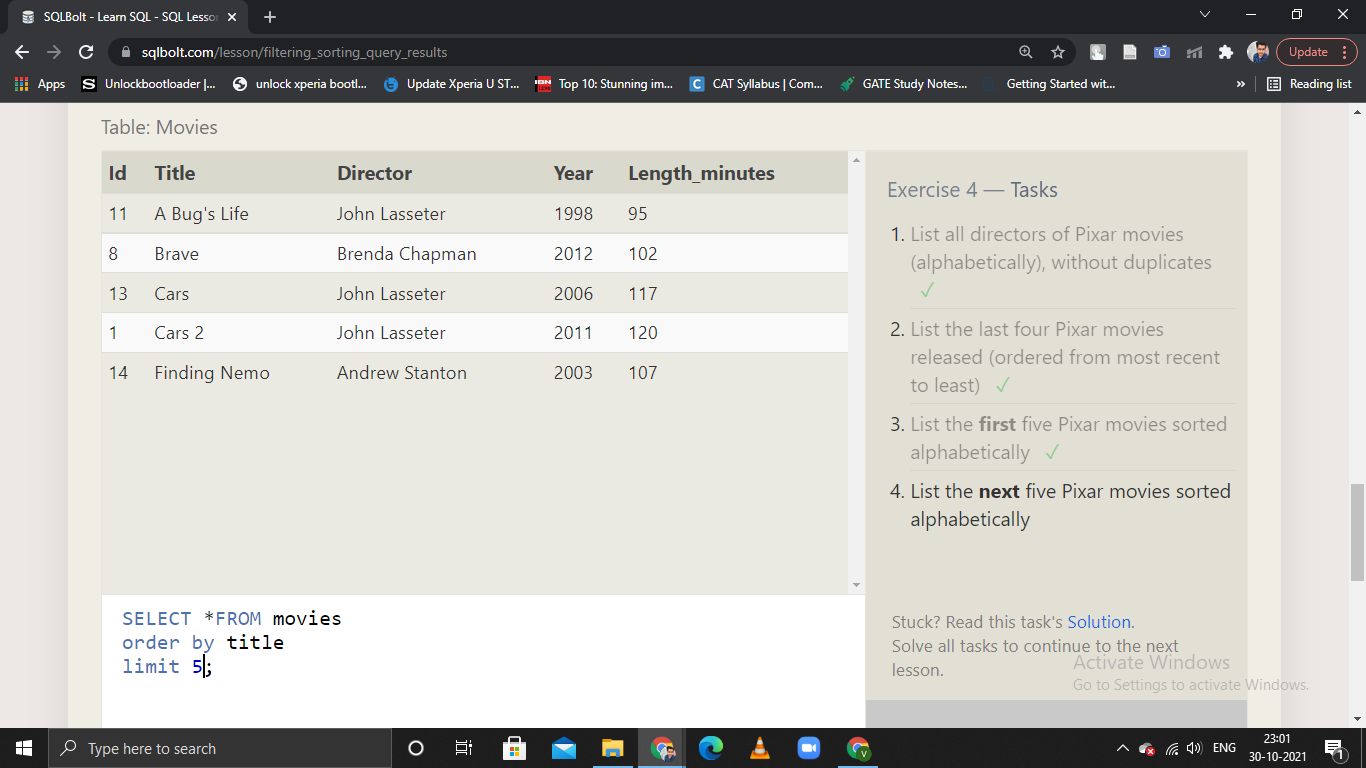 SQLBolt - Learn SQL - SQL Lesson
sqlbolt.com/lesson/filtering_sorting_query_results
Update
Apps
Unlockbootloader |...
unlock xperia bootl...
Update Xperia U ST...
Top 10: Stunning im...
CAT Syllabus | Com...
GATE Study Notes...
Getting Started wit...
»
Reading list
Table: Movies
Id Title Director Year Length_minutes
11 A Bug's Life John Lasseter 1998 95
8 Brave Brenda Chapman 2012 102
13 Cars John Lasseter 2006 117
1 Cars 2 John Lasseter 2011 120
14 Finding Nemo Andrew Stanton 2003 107
SELECT *FROM movies
order by title
limit 5;
Exercise 4 — Tasks
1. List all directors of Pixar movies
(alphabetically), without duplicates
✓
2. List the last four Pixar movies
released (ordered from most recent
to least) ✓
3. List the first five Pixar movies sorted
alphabetically ✓
4. List the next five Pixar movies sorted
alphabetically
Stuck? Read this task's Solution.
Solve all tasks to continue to the next
lesson.
Activate Windows
Go to Settings to activate Windows.
Type here to search
ENG
23:01
30-10-2021
1